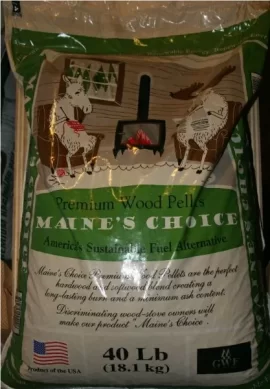 Premium Wood Pellets
MAINE'S CHOICE
America's Sustainable Fuel Alternative
Maine's Choice Premium Wood Pellets are the perfect
hardwood and softwood blend creating a
long-lasting burn and a minimum ash content.
Discriminating wood-stove owners will
make our product "Maine's Choice"
Product of the USA
40 Lb
(18.1 kg)
GWF